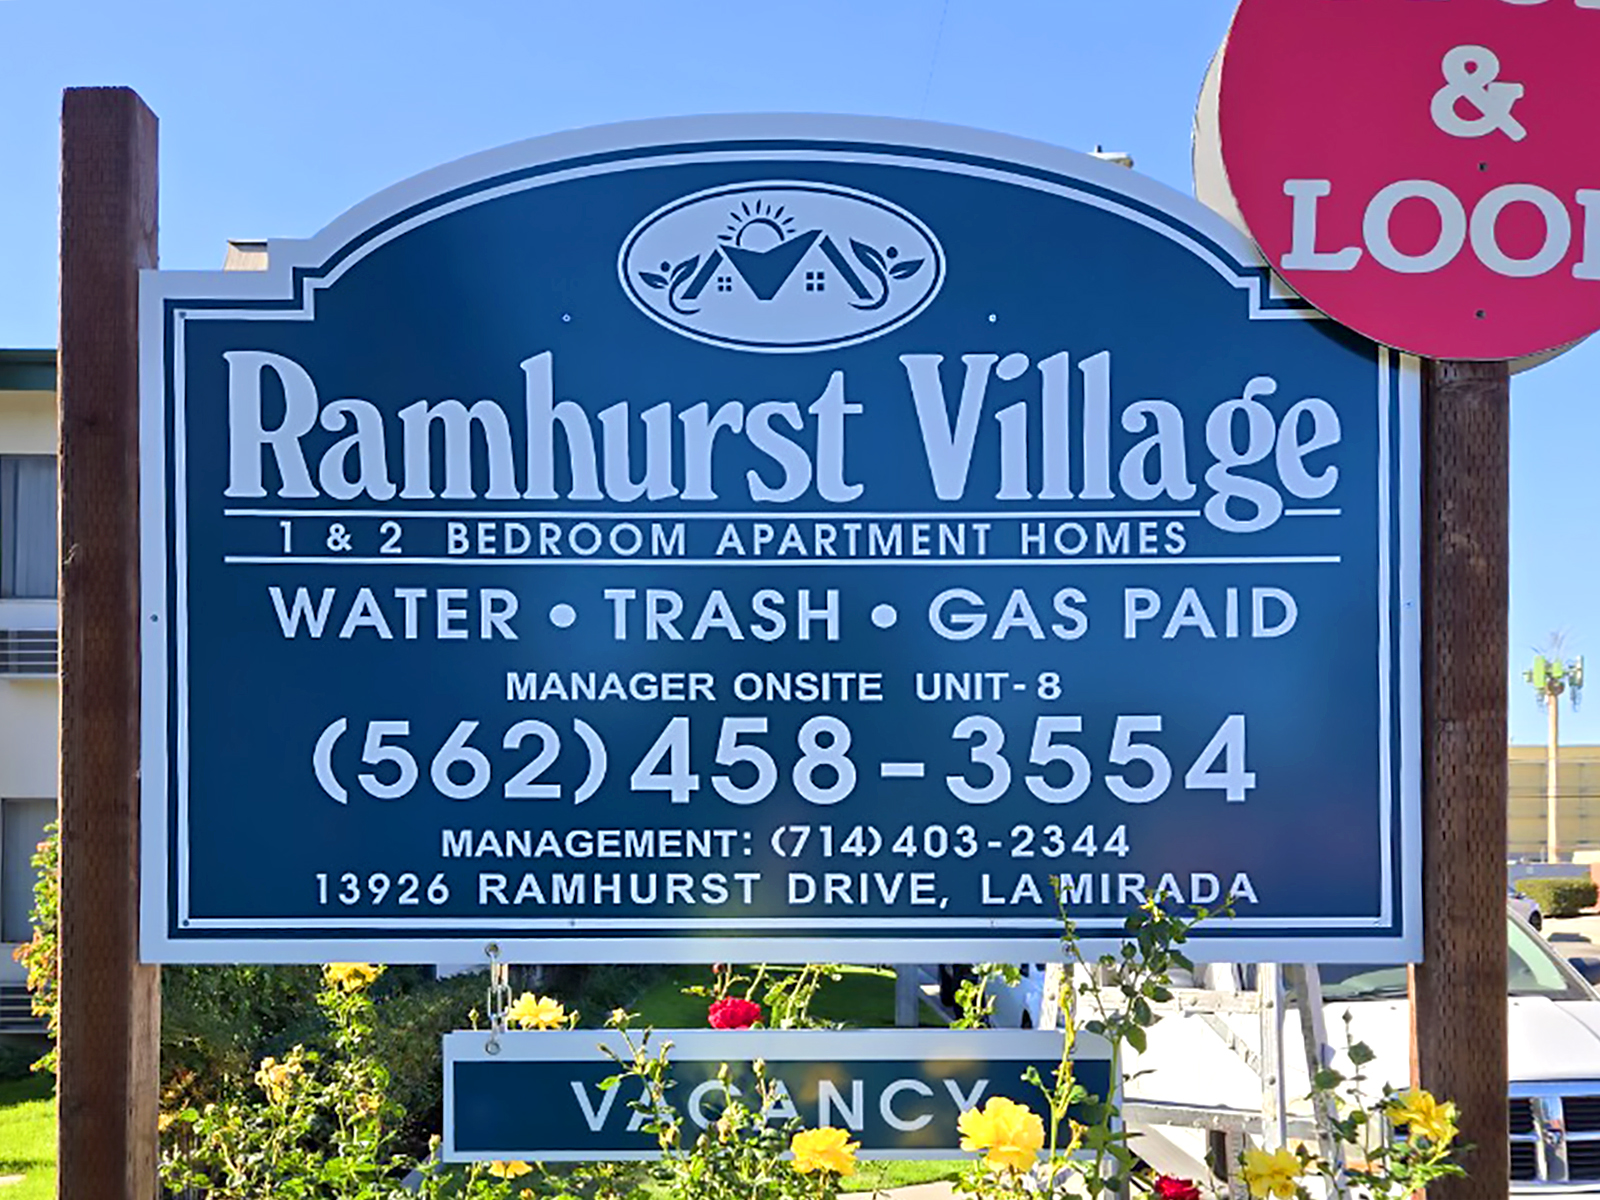 &
Ramhurst Village
1 & 2 BEDROOM APARTMENT HOMES
WATER • TRASH • GAS PAID
MANAGER ONSITE UNIT-8
(562)458-3554
MANAGEMENT: (714)403-2344
13926 RAMHURST DRIVE, LA MIRADA
VACANCY